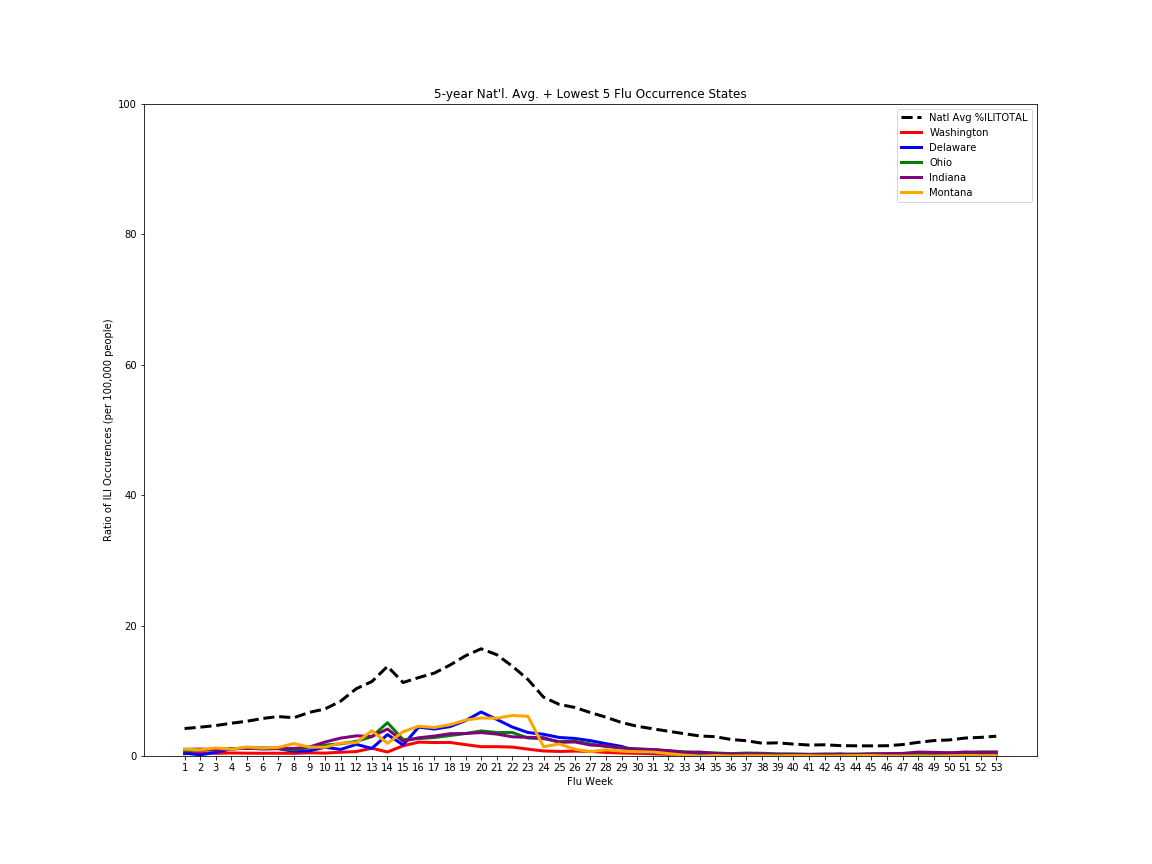 5-year Nat'l. Avg. + Lowest 5 Flu Occurrence States
100
80
60
40
20
0
Ratio of ILI Occurences (per 100,000 people)
Natl Avg %ILITOTAL
Washington
Delaware
Ohio
Indiana
Montana
1 2 3 4 5 6 7 8 9 10 11 12 13 14 15 16 17 18 19 20 21 22 23 24 25 26 27 28 29 30 31 32 33 34 35 36 37 38 39 40 41 42 43 44 45 46 47 48 49 50 51 52 53
Flu Week